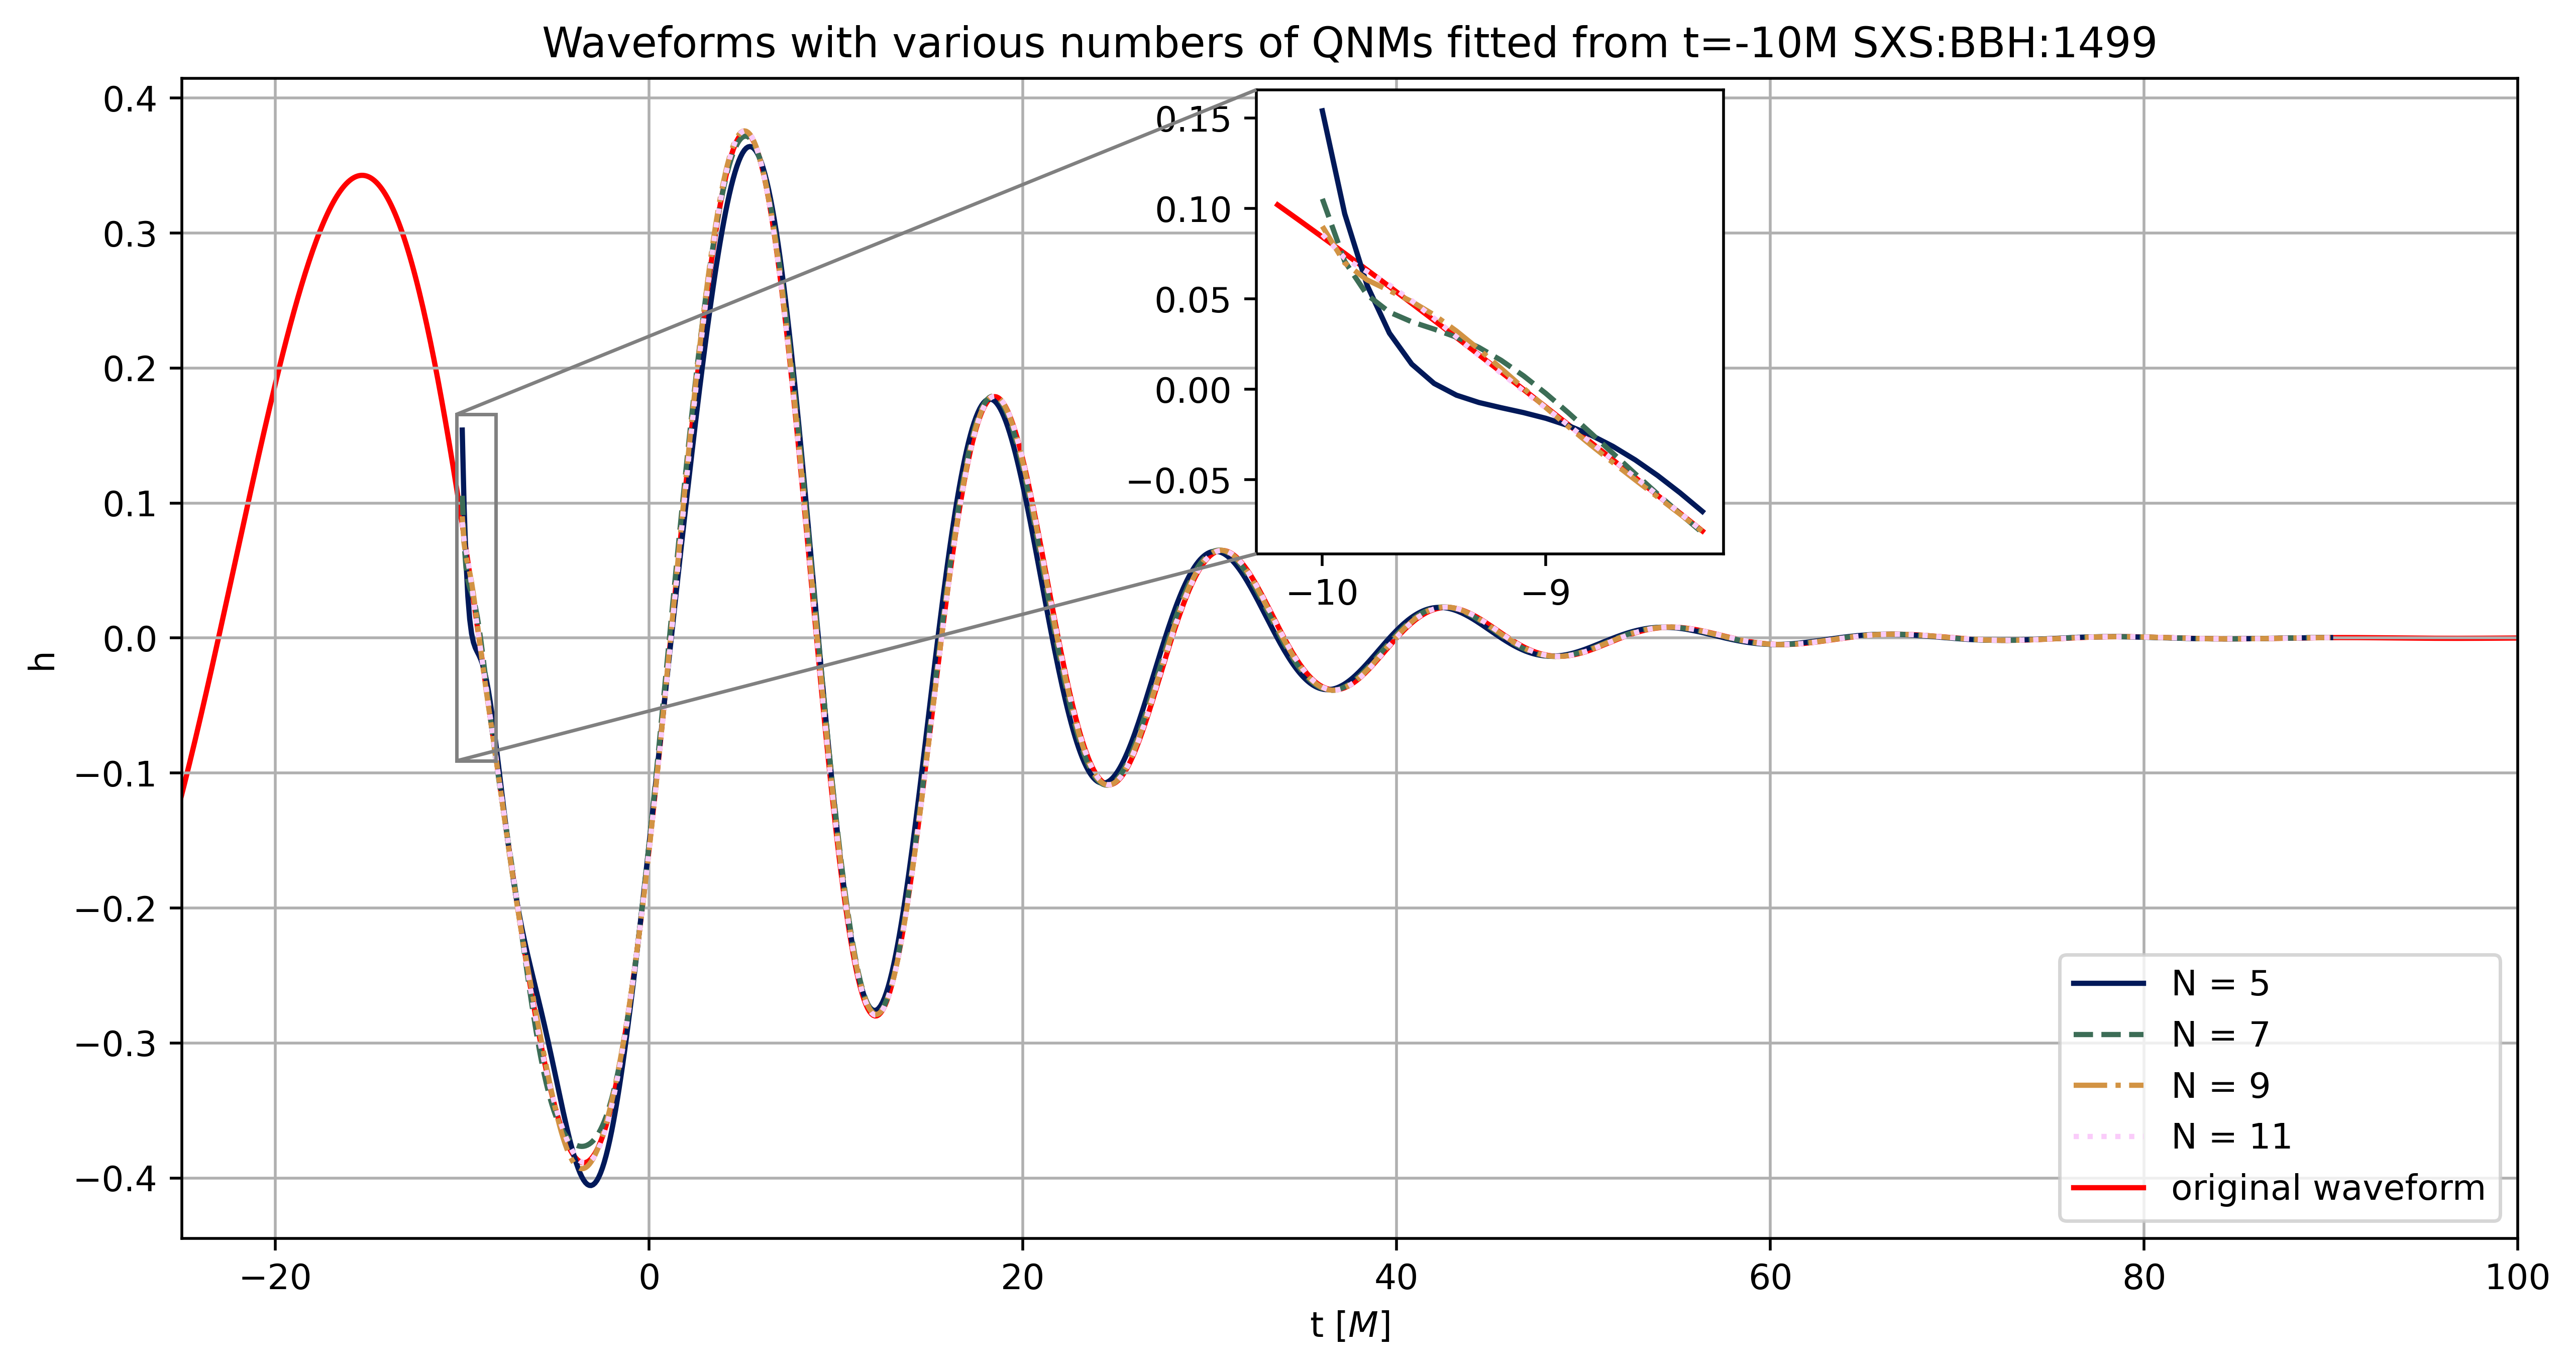 Waveforms with various numbers of QNMs fitted from t=-10M SXS:BBH:1499
h
0.4
0.3
0.2
0.1
0.0
−0.1
−0.2
−0.3
−0.4
0.15
0.10
0.05
0.00
−0.05
−10 −9
N = 5
N = 7
N = 9
N = 11
original waveform
−20 0 20 40 60 80 100
t [M]